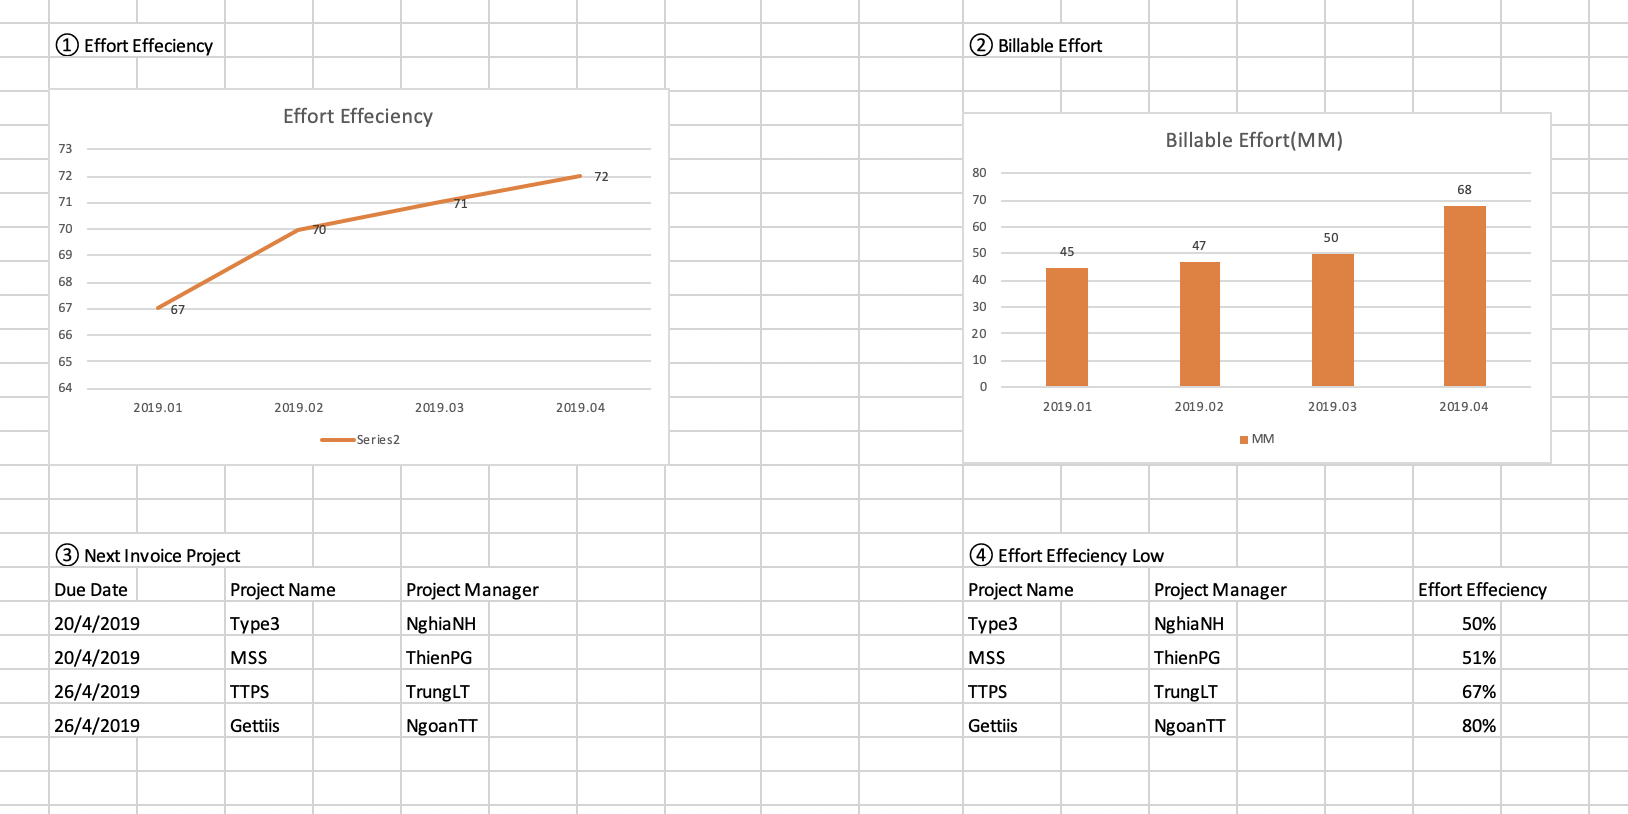 ① Effort Effeciency
Effort Effeciency
73
72
71
70
69
68
67
66
65
64
67
70
71
72
2019.01 2019.02 2019.03 2019.04
Series2
② Billable Effort
Billable Effort(MM)
80
70
60
50
40
30
20
10
0
45
47
50
68
2019.01 2019.02 2019.03 2019.04
MM
③ Next Invoice Project
Due Date Project Name Project Manager
20/4/2019 Type3 NghiaNH
20/4/2019 MSS ThienPG
26/4/2019 TTPS TrungLT
26/4/2019 Gettiis NgoanTT
④ Effort Effeciency Low
Project Name Project Manager Effort Effeciency
Type3 NghiaNH 50%
MSS ThienPG 51%
TTPS TrungLT 67%
Gettiis NgoanTT 80%